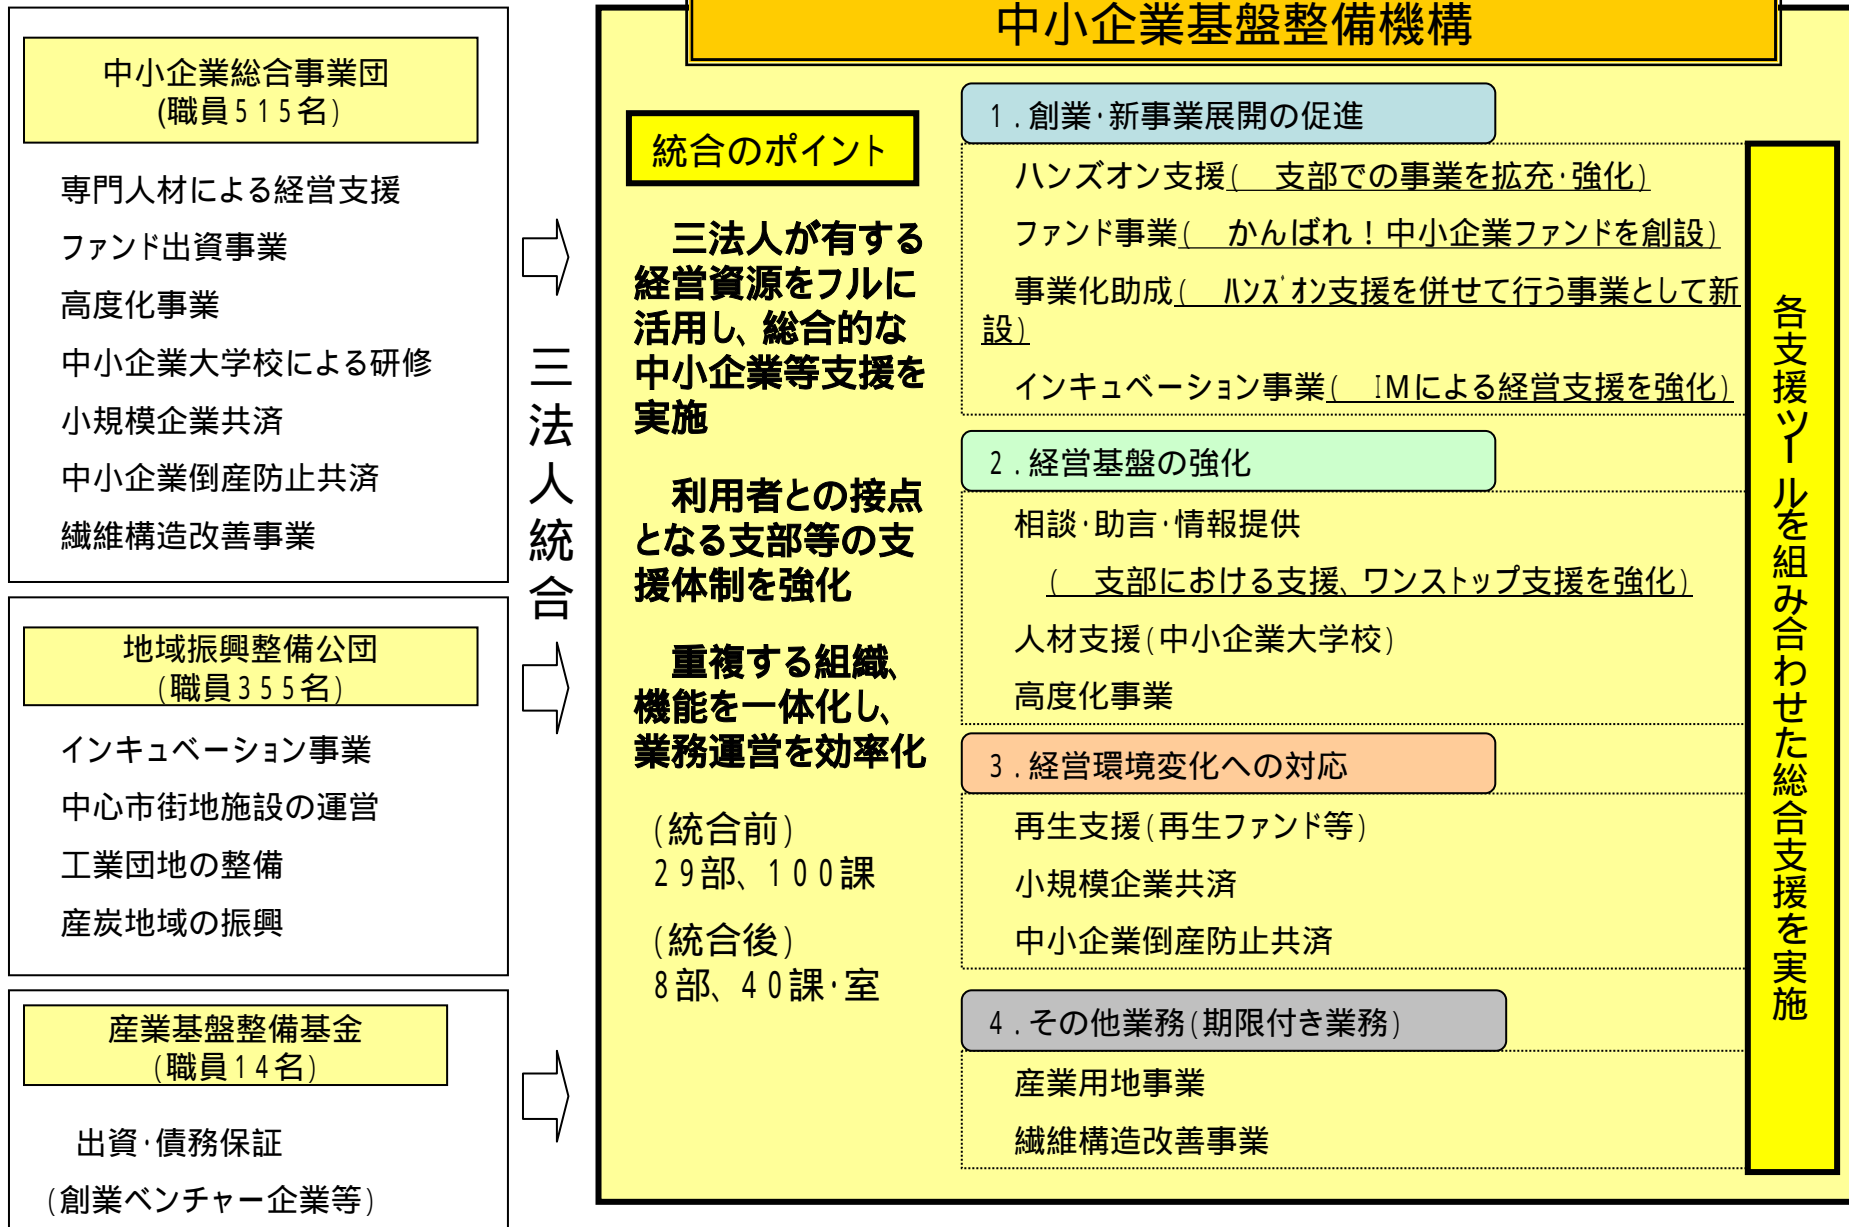 中小企業総合事業団
(職員515名)
専門人材による経営支援
ファンド出資事業
高度化事業
中小企業大学校による研修
小規模企業共済
中小企業倒産防止共済
繊維構造改善事業
地域振興整備公団
(職員355名)
インキュベーション事業
中心市街地施設の運営
工業団地の整備
産炭地域の振興
産業基盤整備基金
(職員14名)
出資・債務保証
(創業ベンチャー企業等)
三法人統合
中小企業基盤整備機構
統合のポイント
三法人が有する
経営資源をフルに
活用し、総合的な
中小企業等支援を
実施
利用者との接点
となる支部等の支
援体制を強化
重複する組織、
機能を一体化し、
業務運営を効率化
(統合前)
29部、100課
(統合後)
8部、40課・室
1.創業・新事業展開の促進
ハンズオン支援( 支部での事業を拡充・強化)
ファンド事業( かんばれ!中小企業ファンドを創設)
事業化助成( ハンズオン支援を併せて行う事業として新
設)
インキュベーション事業( IMによる経営支援を強化)
2.経営基盤の強化
相談・助言・情報提供
( 支部における支援、ワンストップ支援を強化)
人材支援(中小企業大学校)
高度化事業
3.経営環境変化への対応
再生支援(再生ファンド等)
小規模企業共済
中小企業倒産防止共済
4.その他業務(期限付き業務)
産業用地事業
繊維構造改善事業
各支援ツールを組み合わせた総合支援を実施